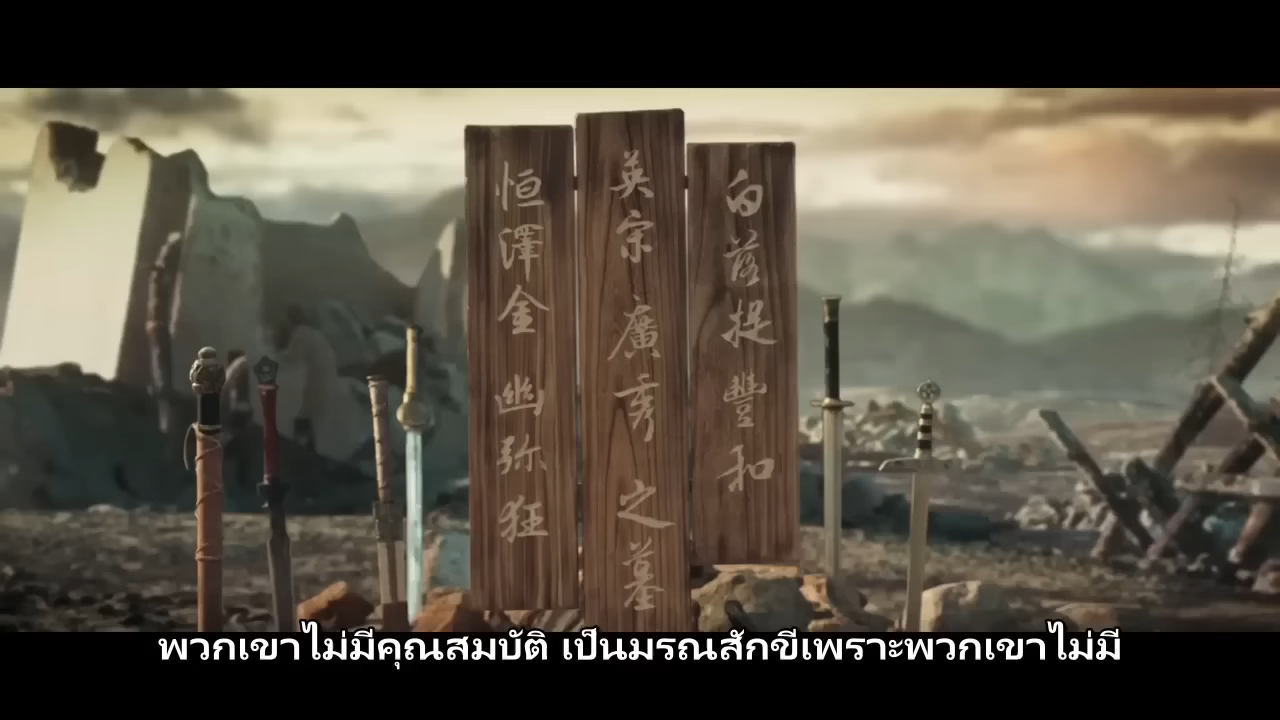 白荻提豐和
英宗廣秀之墓
恒澤金幽弥狂
พวกเขาไม่มีคุณสมบัติ เป็นมรณสักขีเพราะพวกเขาไม่มี